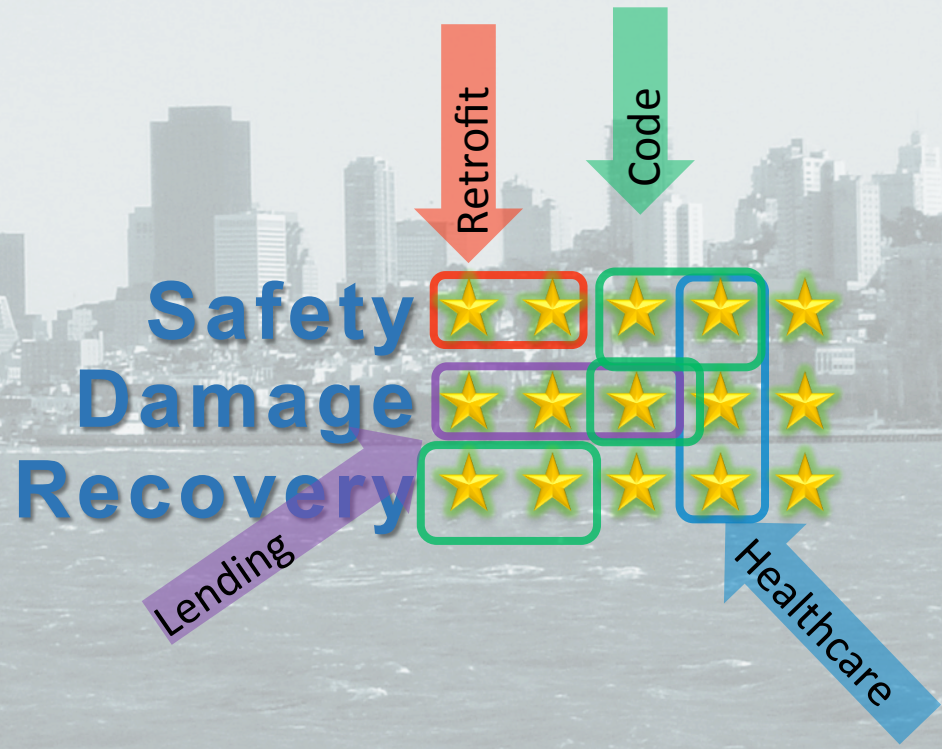 Retrofit
Code
Safety
Damage
Recovery
Lending
Healthcare